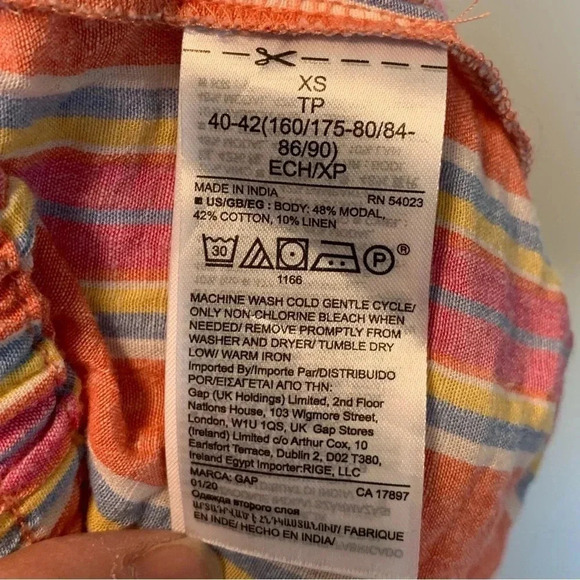 XS
TP
40-42(160/175-80/84-
86/90)
ECH/XP
MADE IN INDIA RN 54023
■ US/GB/EG : BODY: 48% MODAL,
42% COTTON, 10% LINEN
30 P ®
1166
MACHINE WASH COLD GENTLE CYCLE/
ONLY NON-CHLORINE BLEACH WHEN
NEEDED/ REMOVE PROMPTLY FROM
WASHER AND DRYER/ TUMBLE DRY
LOW/ WARM IRON
Imported By/Importe Par/DISTRIBUIDO
POR/ΕΙΣΑΓΕΤΑΙ ΑΠΟ ΤΗΝ:
Gap (UK Holdings) Limited, 2nd Floor
Nations House, 103 Wigmore Street,
London, W1U 1QS, UK Gap Stores
(Ireland) Limited c/o Arthur Cox, 10
Earlsfort Terrace, Dublin 2, D02 T380,
Ireland Egypt Importer:RIGE, LLC
MARCA: GAP CA 17897
01/20
Одежда второго слоя
ԱՐՏԱԴՐՎԱԾ Է ՀՆԴԿԱՍՏԱՆՈՒՄ/ FABRIQUE
EN INDE/ HECHO EN INDIA/